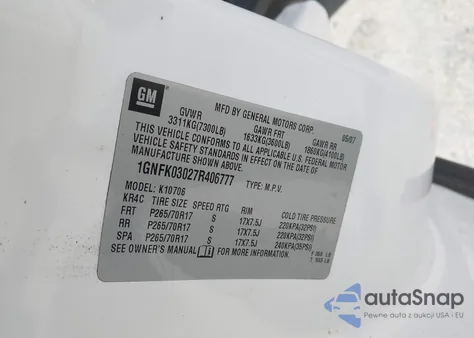 GM
MFD BY GENERAL MOTORS CORP. 05/07
GVWR GAWR FRT GAWR RR
3311KG(7300LB) 1633KG(3600LB) 1860KG(4100LB)
THIS VEHICLE CONFORMS TO ALL APPLICABLE U.S. FEDERAL MOTOR
VEHICLE SAFETY STANDARDS IN EFFECT ON THE DATE OF
MANUFACTURE SHOWN ABOVE.
1GNFK03027R406777 TYPE: M.P.V.
MODEL: K10706
KR4C TIRE SIZE SPEED RTG RIM COLD TIRE PRESSURE
FRT P265/70R17 S 17X7.5J 220KPA(32PSI)
RR P265/70R17 S 17X7.5J 220KPA(32PSI)
SPA P265/70R17 S 17X7.5J 240KPA(35PSI)
SEE OWNER'S MANUAL FOR MORE INFORMATION.
autoSnap
Pewne auta z aukcji USA i EU